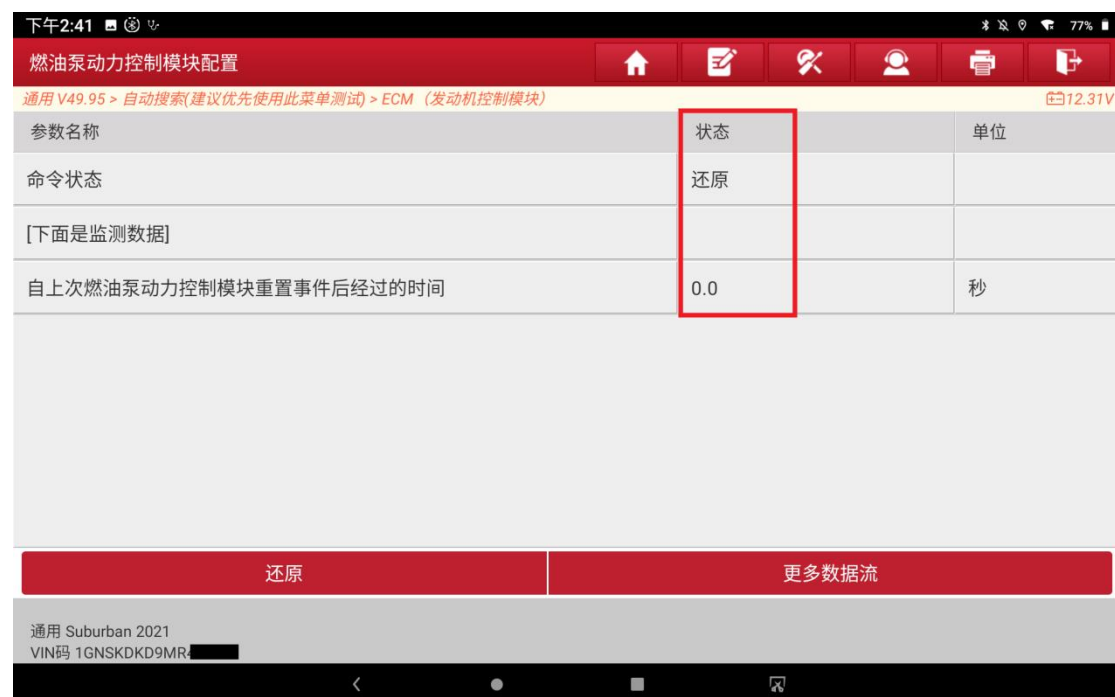 下午2:41
77%
燃油泵动力控制模块配置
通用 V49.95 > 自动搜索(建议优先使用此菜单测试) > ECM（发动机控制模块）
12.31V
参数名称 状态 单位
命令状态 还原
[下面是监测数据]
自上次燃油泵动力控制模块重置事件后经过的时间 0.0 秒
还原 更多数据流
通用 Suburban 2021
VIN码 1GNSKDKD9MR